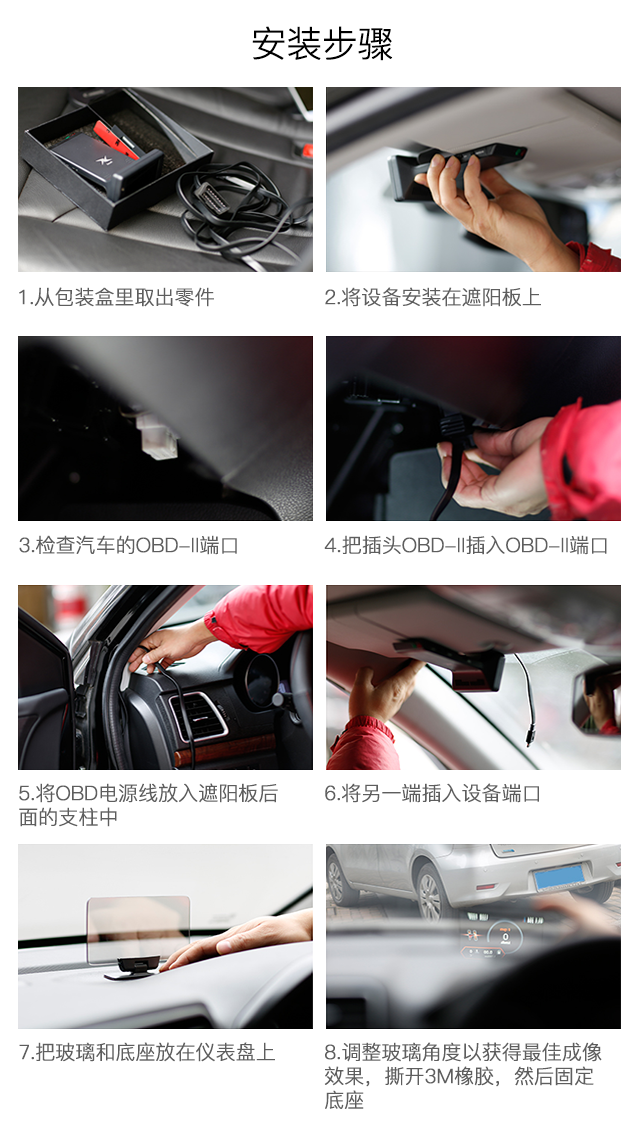 安装步骤
1.从包装盒里取出零件
2.将设备安装在遮阳板上
3.检查汽车的OBD-II端口
4.把插头OBD-II插入OBD-II端口
5.将OBD电源线放入遮阳板后
面的支柱中
6.将另一端插入设备端口
7.把玻璃和底座放在仪表盘上
8.调整玻璃角度以获得最佳成像
效果，撕开3M橡胶，然后固定
底座